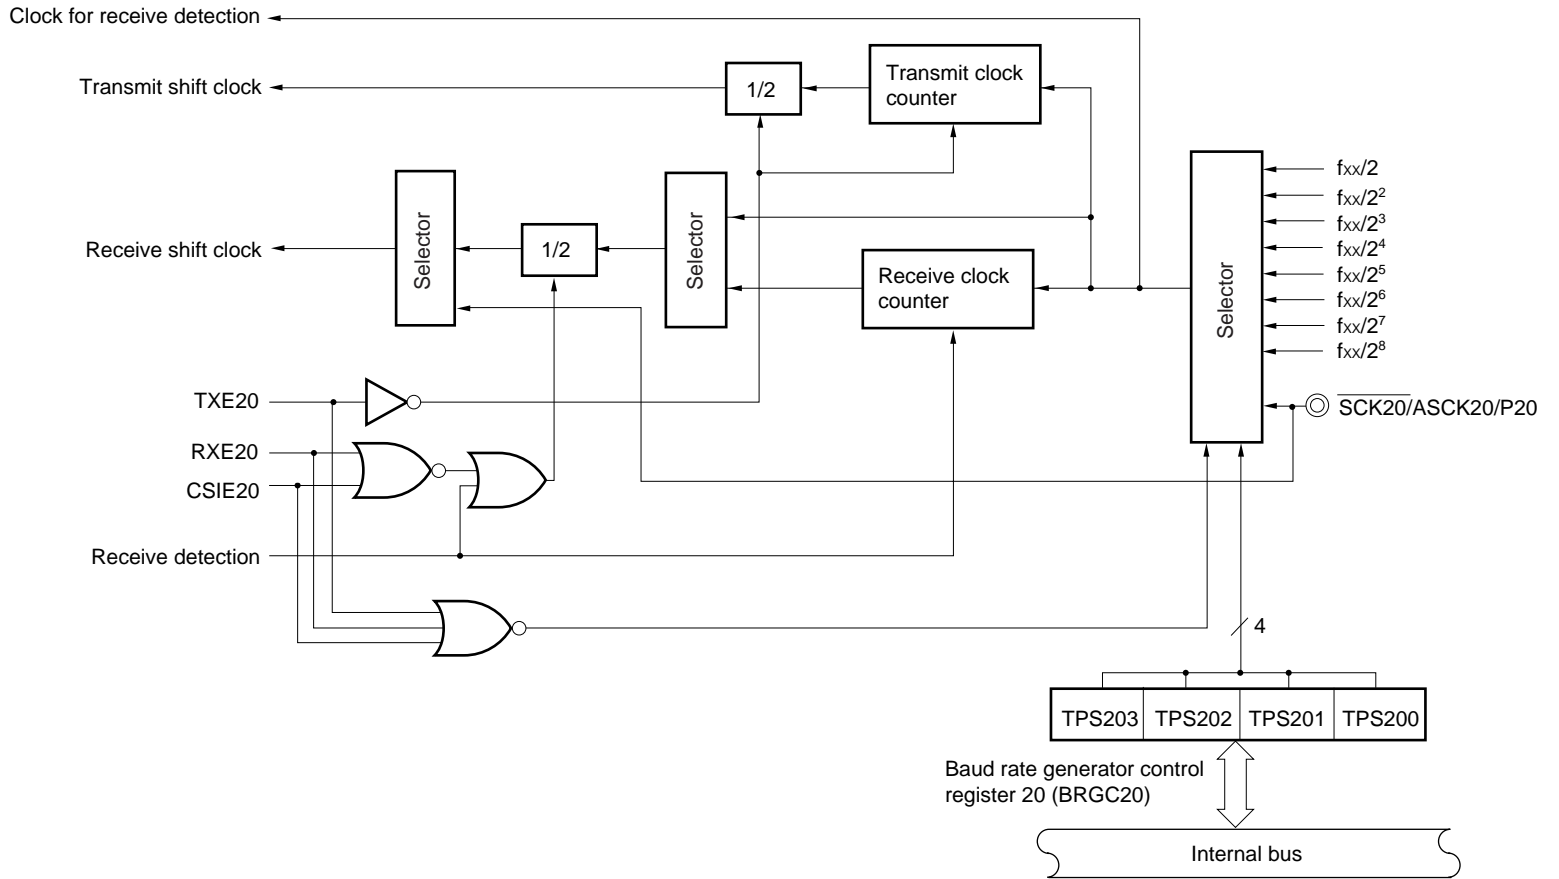 Clock for receive detection
Transmit shift clock
1/2
Transmit clock
counter
Receive shift clock
Selector
1/2
Selector
Receive clock
counter
Selector
fxx/2
fxx/2²
fxx/2³
fxx/2⁴
fxx/2⁵
fxx/2⁶
fxx/2⁷
fxx/2⁸
SCK20/ASCK20/P20
TXE20
RXE20
CSIE20
Receive detection
4
TPS203 TPS202 TPS201 TPS200
Baud rate generator control
register 20 (BRGC20)
Internal bus